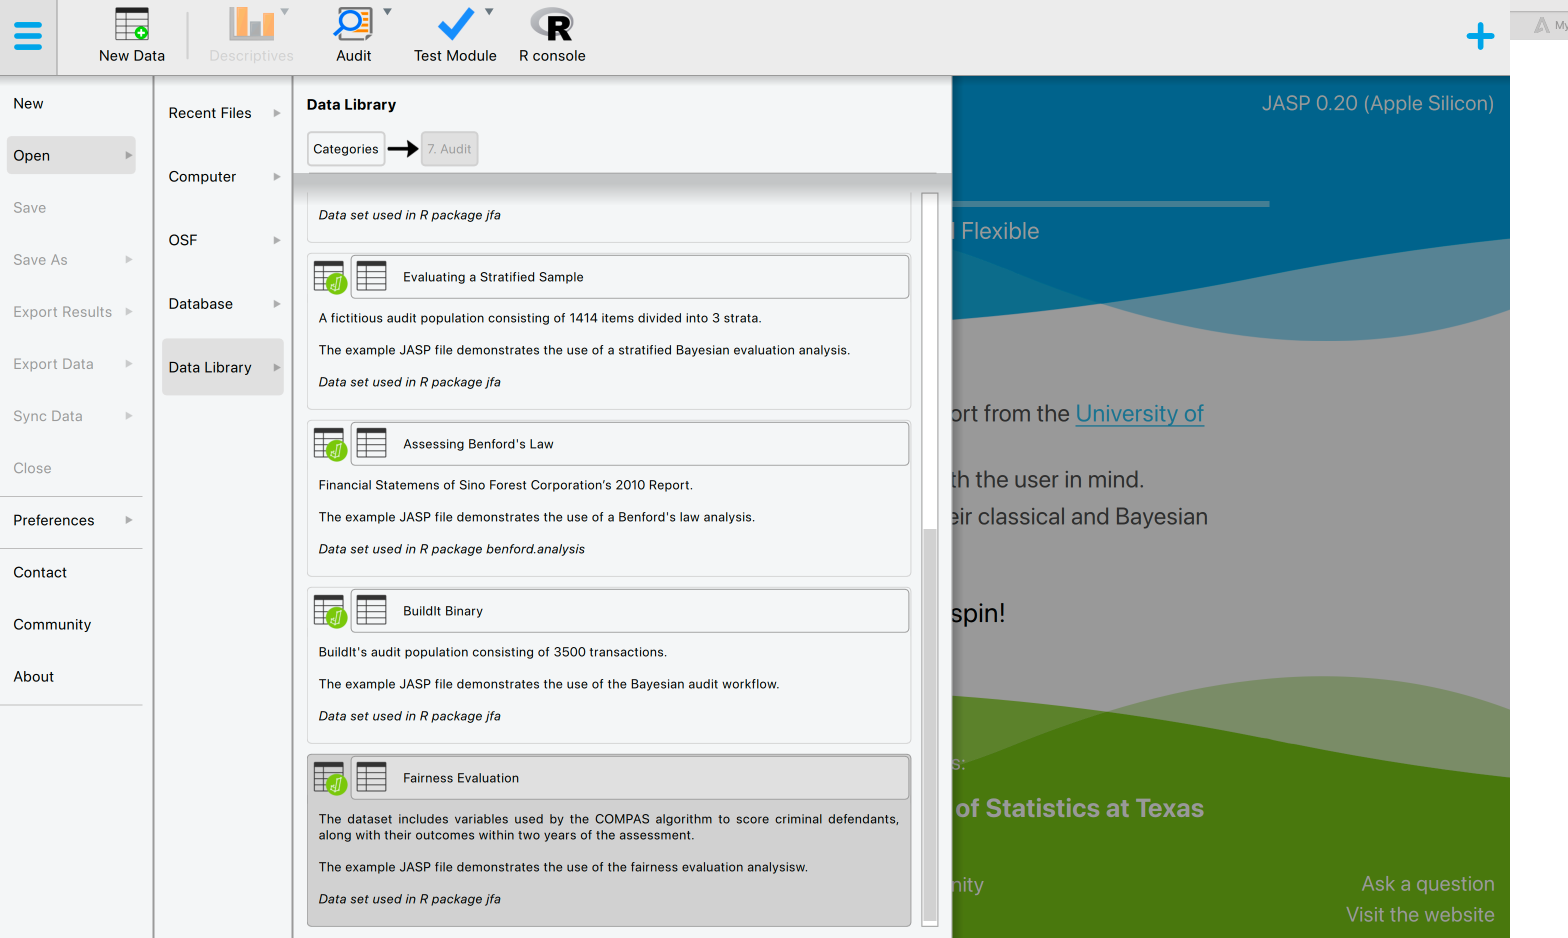 New Data
Descriptives
Audit
Test Module
R console
My
New
Open
Save
Save As
Export Results
Export Data
Sync Data
Close
Preferences
Contact
Community
About
Recent Files
Computer
OSF
Database
Data Library
Data Library
Categories
7. Audit
Data set used in R package jfa
Evaluating a Stratified Sample
A fictitious audit population consisting of 1414 items divided into 3 strata.
The example JASP file demonstrates the use of a stratified Bayesian evaluation analysis.
Data set used in R package jfa
Assessing Benford's Law
Financial Statemens of Sino Forest Corporation's 2010 Report.
The example JASP file demonstrates the use of a Benford's law analysis.
Data set used in R package benford.analysis
BuildIt Binary
BuildIt's audit population consisting of 3500 transactions.
The example JASP file demonstrates the use of the Bayesian audit workflow.
Data set used in R package jfa
Fairness Evaluation
The dataset includes variables used by the COMPAS algorithm to score criminal defendants,
along with their outcomes within two years of the assessment.
The example JASP file demonstrates the use of the fairness evaluation analysisw.
Data set used in R package jfa
JASP 0.20 (Apple Silicon)
Flexible
ort from the University of
th the user in mind.
eir classical and Bayesian
spin!
s:
of Statistics at Texas
nity
Ask a question
Visit the website